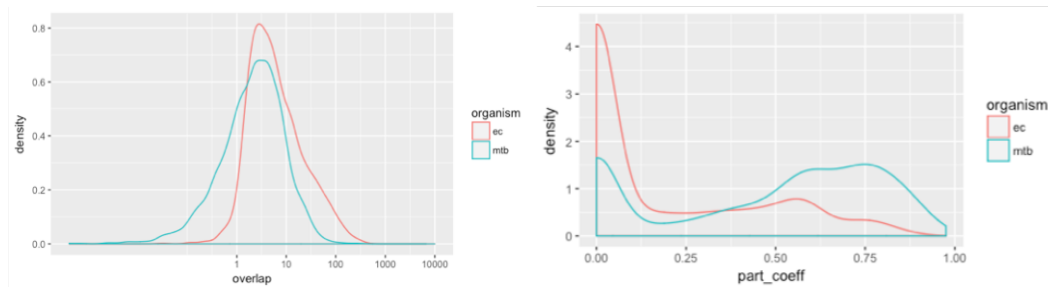 density
0.8
0.6
0.4
0.2
0.0
1 10 100 1000 10000
overlap
organism
ec
mtb
density
4
3
2
1
0
0.00 0.25 0.50 0.75 1.00
part_coeff
organism
ec
mtb